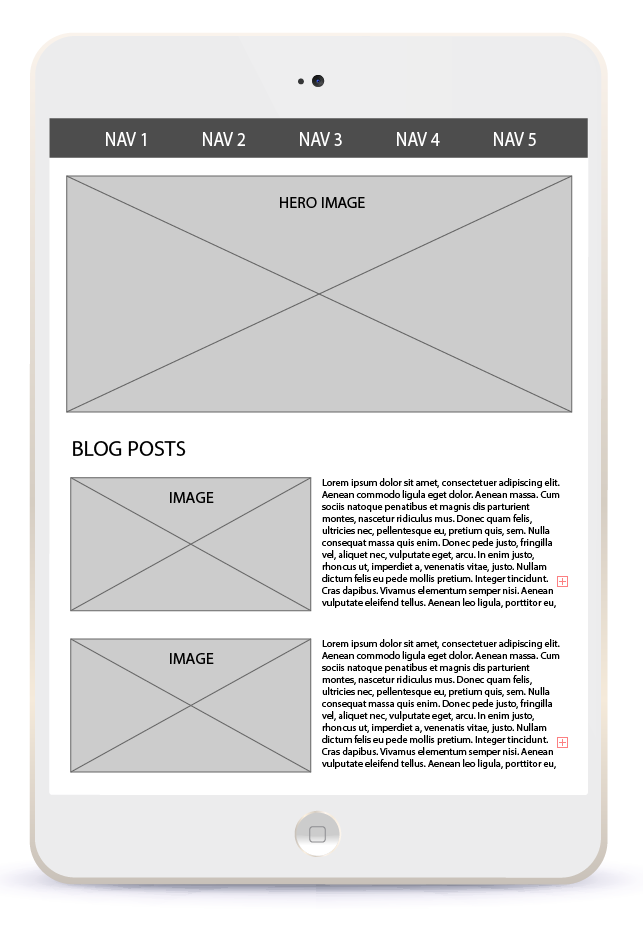 NAV 1 NAV 2 NAV 3 NAV 4 NAV 5
HERO IMAGE
BLOG POSTS
IMAGE
Lorem ipsum dolor sit amet, consectetuer adipiscing elit.
Aenean commodo ligula eget dolor. Aenean massa. Cum
sociis natoque penatibus et magnis dis parturient
montes, nascetur ridiculus mus. Donec quam felis,
ultricies nec, pellentesque eu, pretium quis, sem. Nulla
consequat massa quis enim. Donec pede justo, fringilla
vel, aliquet nec, vulputate eget, arcu. In enim justo,
rhoncus ut, imperdiet a, venenatis vitae, justo. Nullam
dictum felis eu pede mollis pretium. Integer tincidunt.
Cras dapibus. Vivamus elementum semper nisi. Aenean
vulputate eleifend tellus. Aenean leo ligula, porttitor eu,
IMAGE
Lorem ipsum dolor sit amet, consectetuer adipiscing elit.
Aenean commodo ligula eget dolor. Aenean massa. Cum
sociis natoque penatibus et magnis dis parturient
montes, nascetur ridiculus mus. Donec quam felis,
ultricies nec, pellentesque eu, pretium quis, sem. Nulla
consequat massa quis enim. Donec pede justo, fringilla
vel, aliquet nec, vulputate eget, arcu. In enim justo,
rhoncus ut, imperdiet a, venenatis vitae, justo. Nullam
dictum felis eu pede mollis pretium. Integer tincidunt.
Cras dapibus. Vivamus elementum semper nisi. Aenean
vulputate eleifend tellus. Aenean leo ligula, porttitor eu,